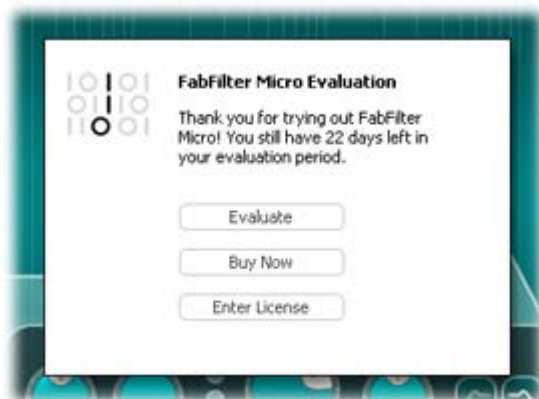 FabFilter Micro Evaluation
Thank you for trying out FabFilter
Micro! You still have 22 days left in
your evaluation period.
Evaluate
Buy Now
Enter License